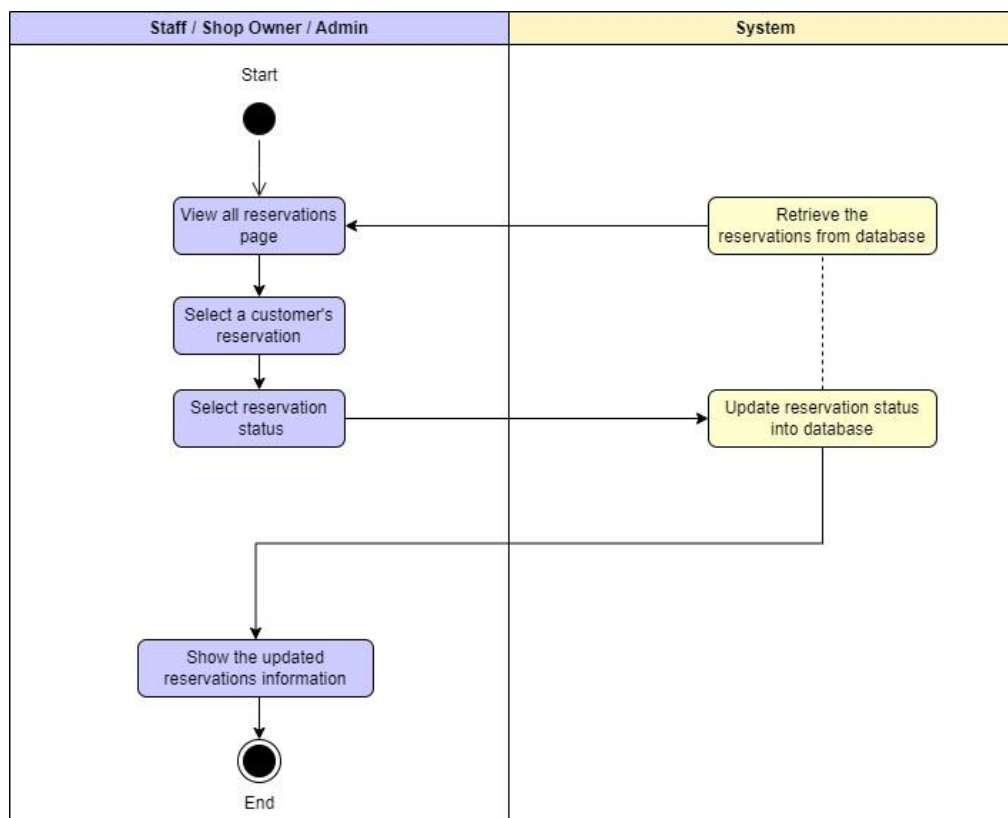 Staff / Shop Owner / Admin
System
Start
View all reservations
page
Retrieve the
reservations from database
Select a customer's
reservation
Select reservation
status
Update reservation status
into database
Show the updated
reservations information
End